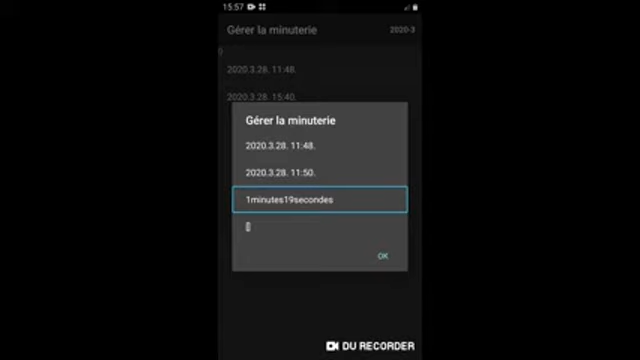 15:57
Gérer la minuterie 2020-3
0
2020.3.28. 11:48.
2020.3.28. 15:40.
Gérer la minuterie
2020.3.28. 11:48.
2020.3.28. 11:50.
1minutes19secondes
[]
OK
DU RECORDER